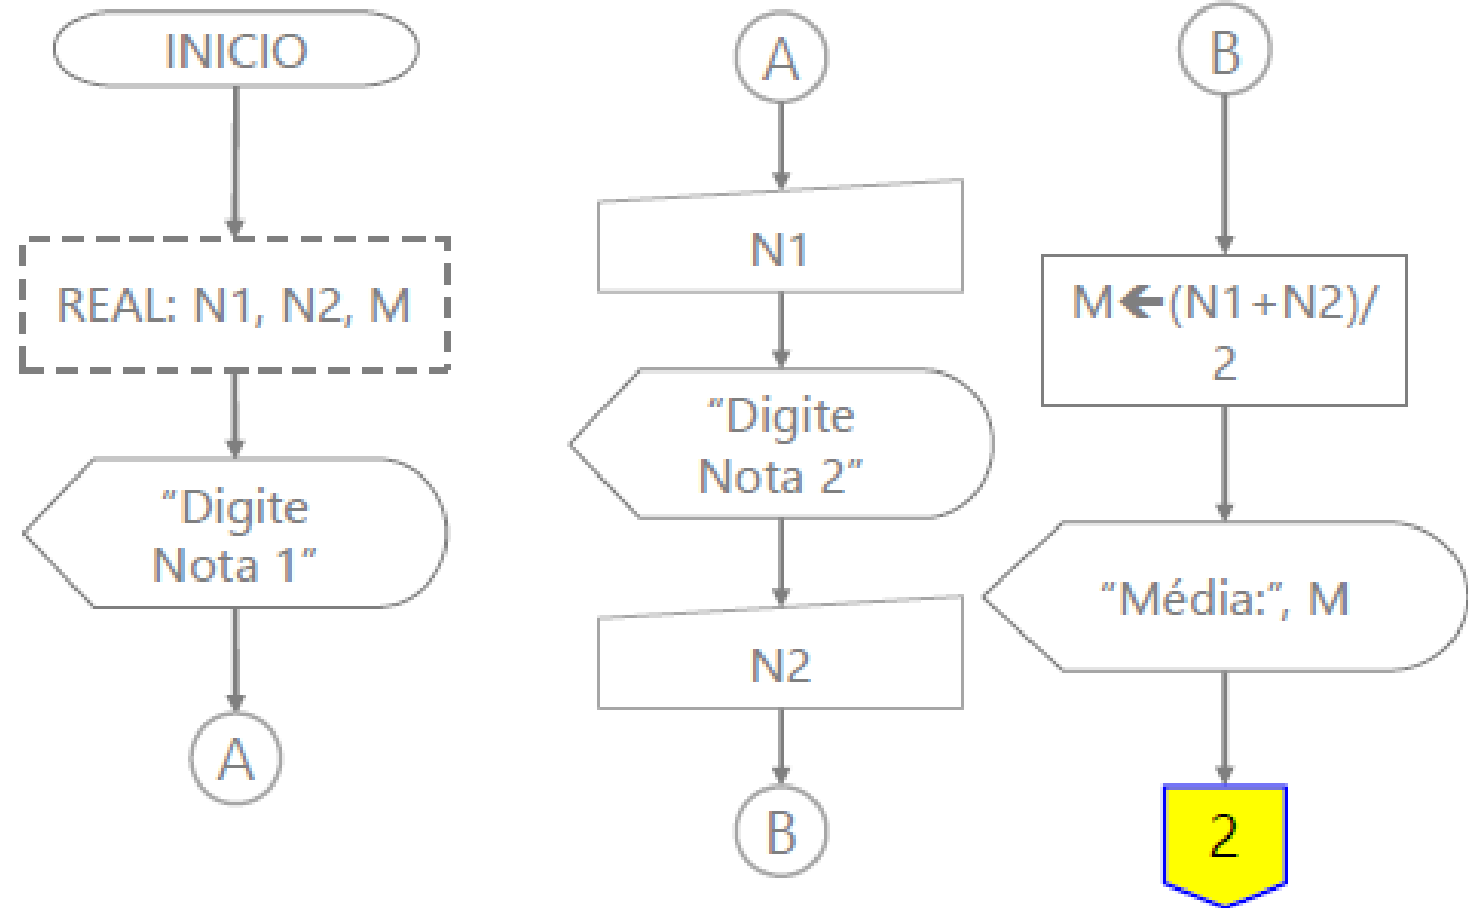 INICIO
REAL: N1, N2, M
“Digite
Nota 1”
A
A
N1
“Digite
Nota 2”
N2
B
B
M🡸(N1+N2)/
2
“Média:”, M
2